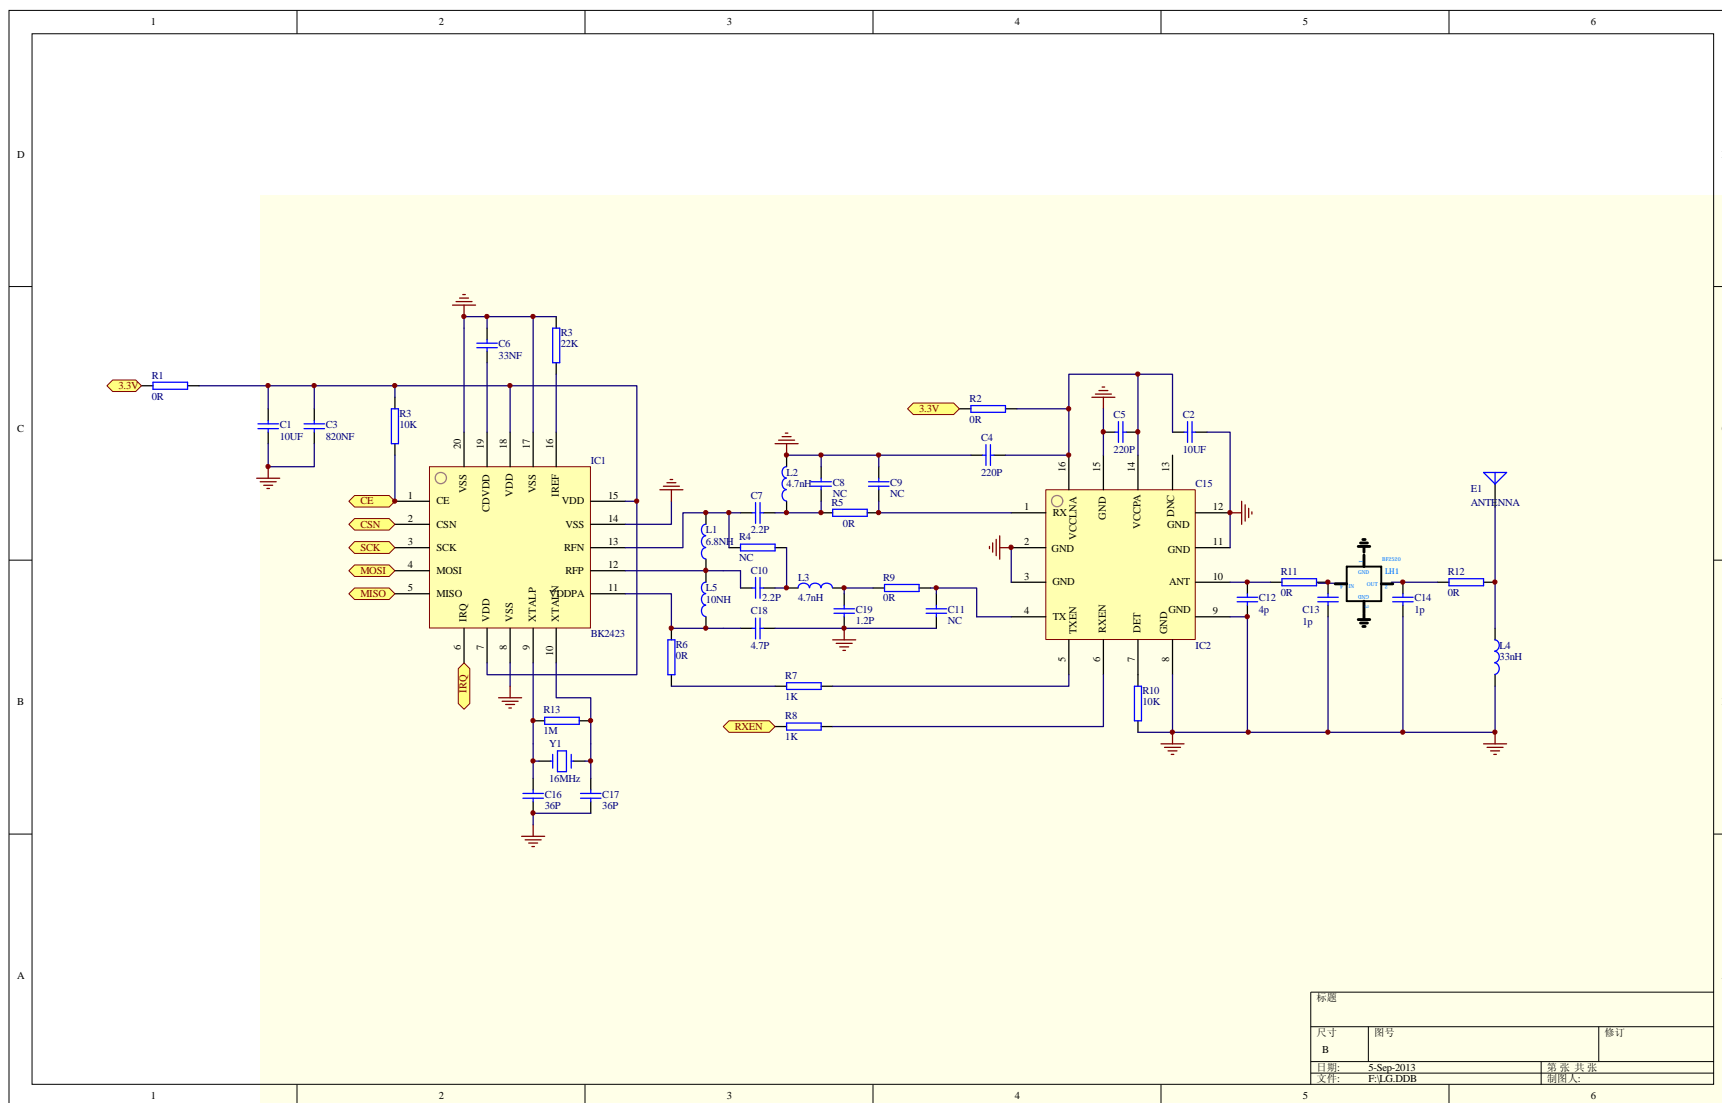 1 2 3 4 5 6
D
C
B
A
3.3V
R1
0R
C1
10UF
C3
820NF
R3
10K
C6
33NF
R3
22K
20 19 18 17 16
VSS CDVDD VDD VSS IREF
IC1
CE 1 CE
CSN 2 CSN
SCK 3 SCK
MOSI 4 MOSI
MISO 5 MISO
VDD 15
VSS 14
RFN 13
RFP 12
VDDPA 11
IRQ VDD VSS XTALP XTALN
6 7 8 9 10
BK2423
IRQ
R13
1M
Y1
16MHz
C16
36P
C17
36P
L1
6.8NH
L5
10NH
C7
2.2P
R4
NC
C10
2.2P
C18
4.7P
L2
4.7nH
C8
NC
C9
NC
R5
0R
L3
4.7nH
C19
1.2P
R9
0R
C11
NC
R6
0R
R7
1K
RXEN
R8
1K
3.3V
R2
0R
C4
220P
C5
220P
C2
10UF
16 15 14 13
VCCLNA GND VCCPA DNC
C15
1 RX
2 GND
3 GND
4 TX
GND 12
GND 11
ANT 10
GND 9
TXEN RXEN DET GND
5 6 7 8
IC2
R10
10K
C12
4p
R11
0R
C13
1p
GND
IN
OUT
GND
LH1
C14
1p
R12
0R
E1
ANTENNA
L4
33nH
标题
尺寸 图号 修订
B
日期: 5-Sep-2013 第 张 共 张
文件: F:\LG.DDB 制图人:
1 2 3 4 5 6